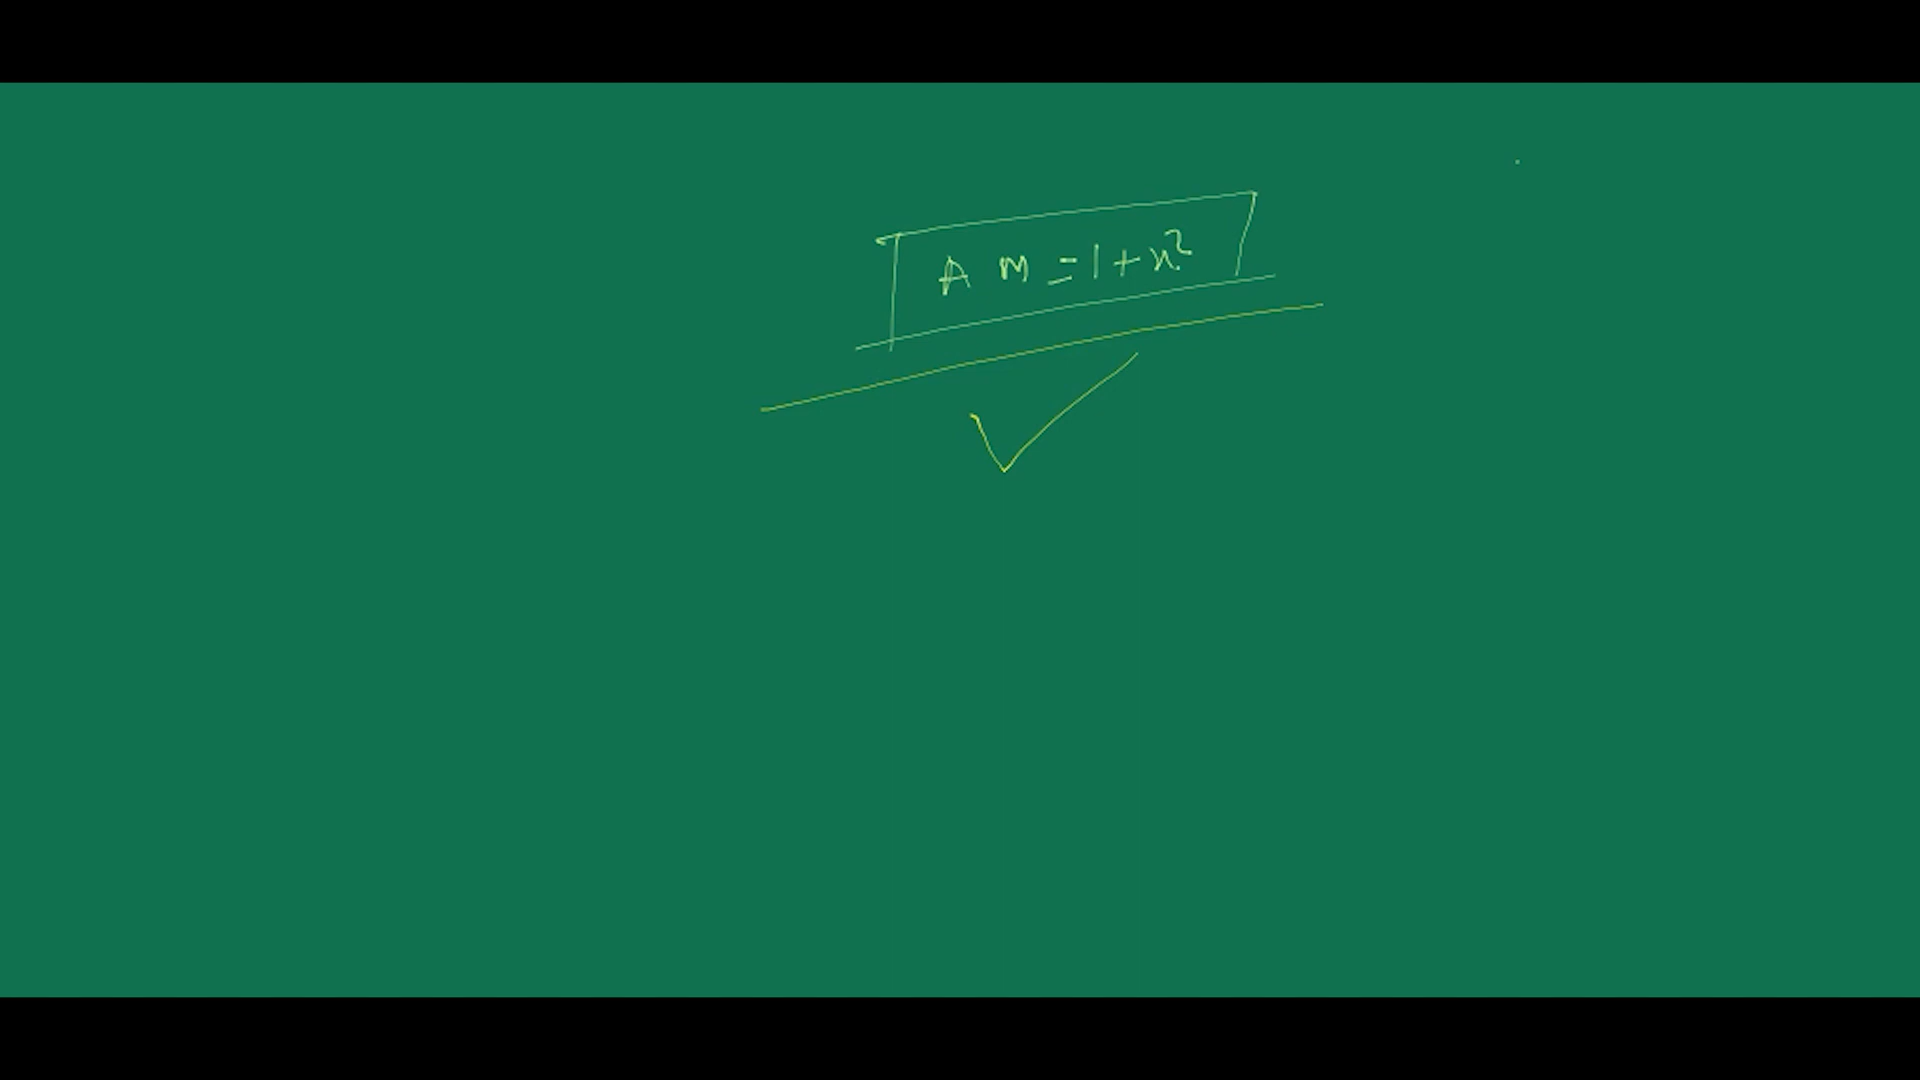 A M = 1 + x²